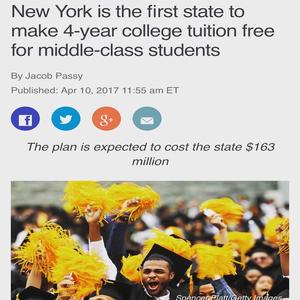 New York is the first state to
make 4-year college tuition free
for middle-class students
By Jacob Passy
Published: Apr 10, 2017 11:55 am ET
The plan is expected to cost the state $163
million
Spencer Platt/Getty Images